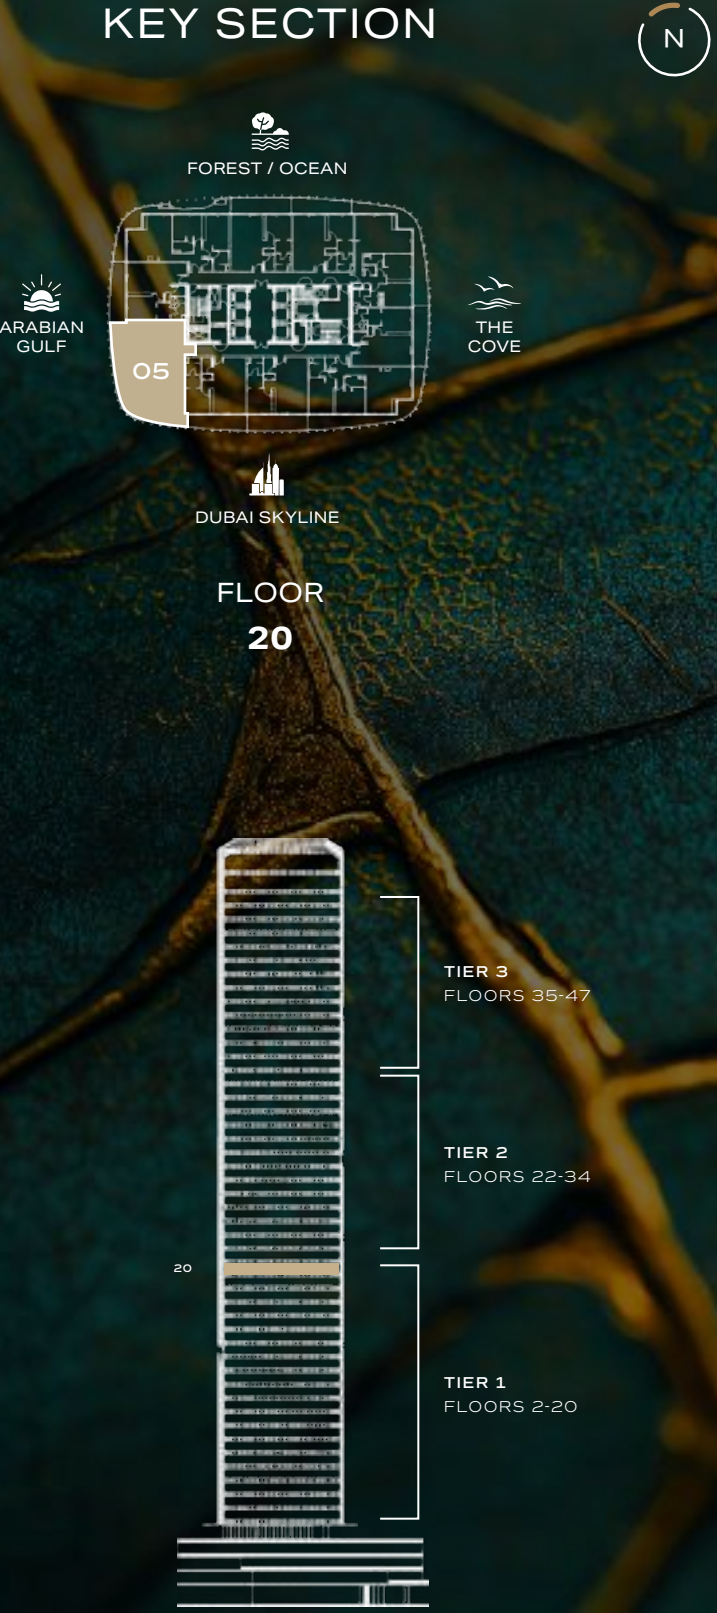 KEY SECTION
N
FOREST / OCEAN
ARABIAN
GULF
THE
COVE
05
DUBAI SKYLINE
FLOOR
20
TIER 3
FLOORS 35-47
TIER 2
FLOORS 22-34
20
TIER 1
FLOORS 2-20